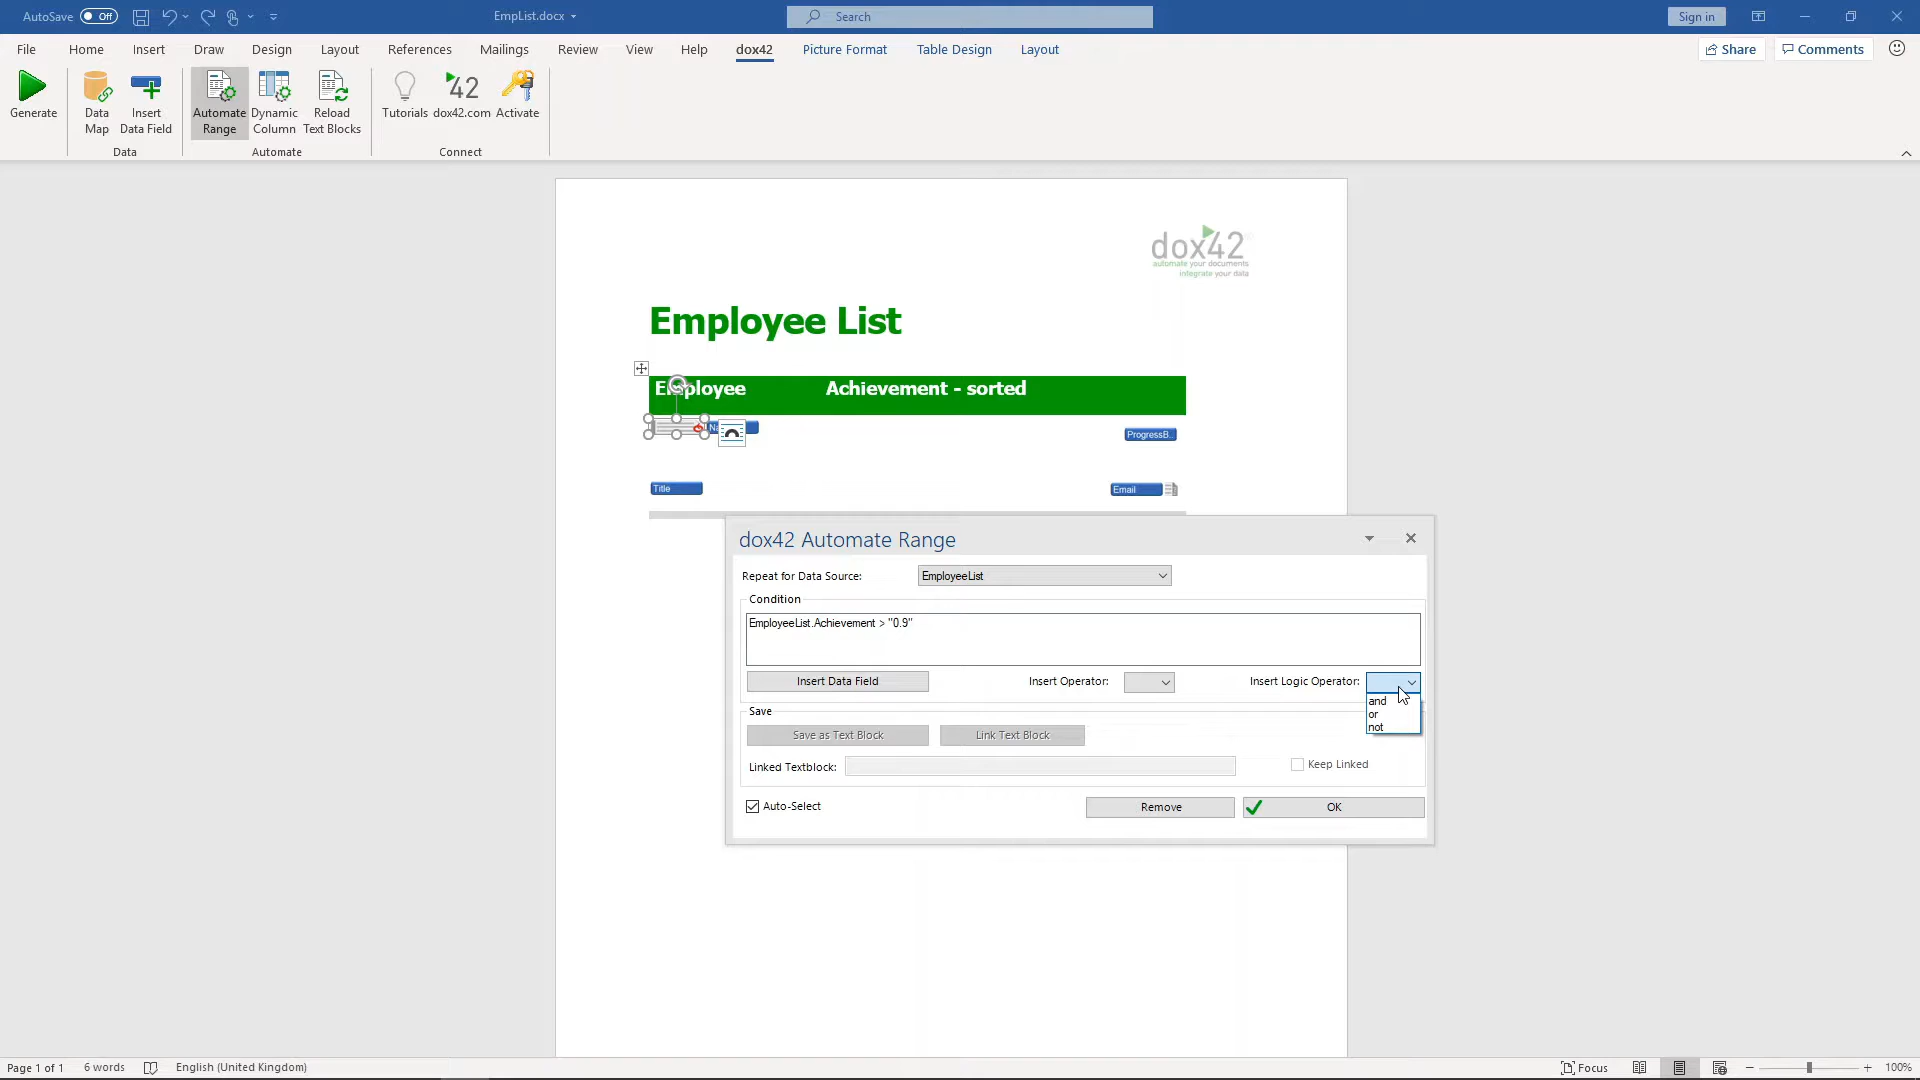 AutoSave Off EmpList.docx Search Sign in
File Home Insert Draw Design Layout References Mailings Review View Help dox42 Picture Format Table Design Layout Share Comments
Generate
Data Map
Insert Data Field
Automate Range
Dynamic Column
Reload Text Blocks
Tutorials
dox42.com
Activate
42
Data Automate Connect
dox42
automate your documents
integrate your data
Employee List
Employee Achievement - sorted
ProgressB..
Title Email
dox42 Automate Range
Repeat for Data Source: EmployeeList
Condition
EmployeeList.Achievement > "0.9"
Insert Data Field Insert Operator: Insert Logic Operator:
and
or
not
Save
Save as Text Block Link Text Block
Linked Textblock: Keep Linked
Auto-Select Remove OK
Page 1 of 1 6 words English (United Kingdom) Focus 100%